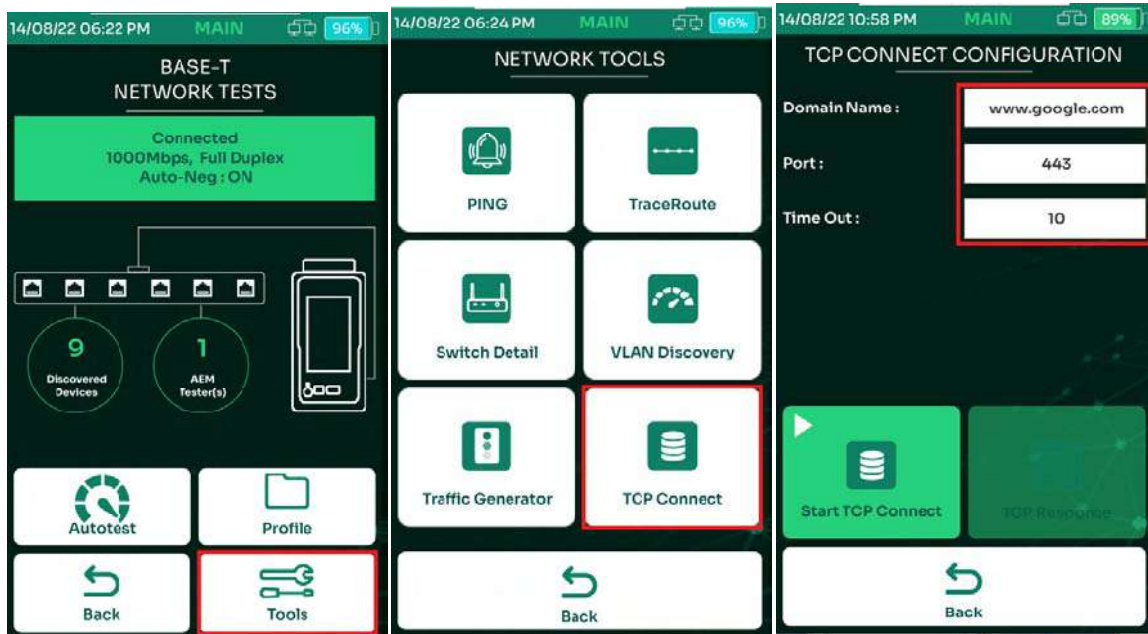 14/08/22 06:22 PM MAIN 96%
BASE-T
NETWORK TESTS
Connected
1000Mbps, Full Duplex
Auto-Neg : ON
9
Discovered
Devices
1
AEM
Tester(s)
Autotest
Profile
Back
Tools
14/08/22 06:24 PM MAIN 96%
NETWORK TOOLS
PING
TraceRoute
Switch Detail
VLAN Discovery
Traffic Generator
TCP Connect
Back
14/08/22 10:58 PM MAIN 89%
TCP CONNECT CONFIGURATION
Domain Name : www.google.com
Port : 443
Time Out : 10
Start TCP Connect
TCP Response
Back